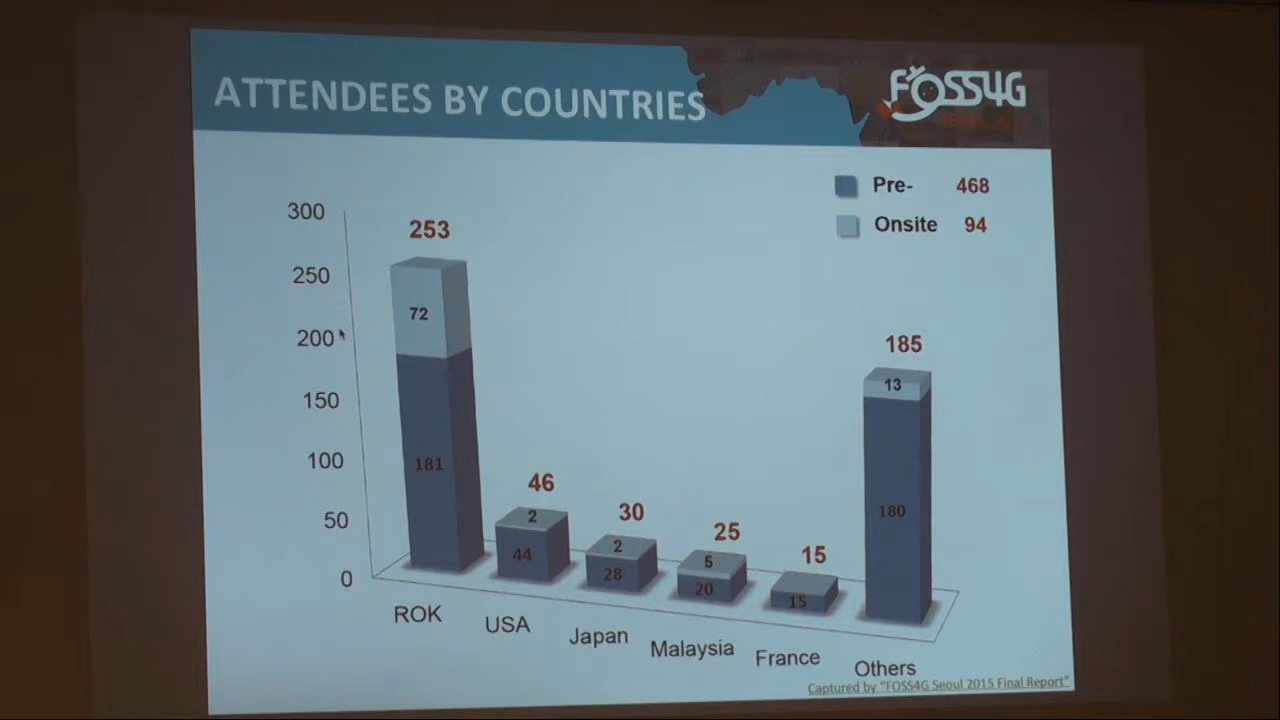 ATTENDEES BY COUNTRIES
FOSS4G
Pre- 468
Onsite 94
300
250
200
150
100
50
0
253
72
181
46
2
44
30
2
28
25
5
20
15
15
185
13
180
ROK
USA
Japan
Malaysia
France
Others
Captured by "FOSS4G Seoul 2015 Final Report"